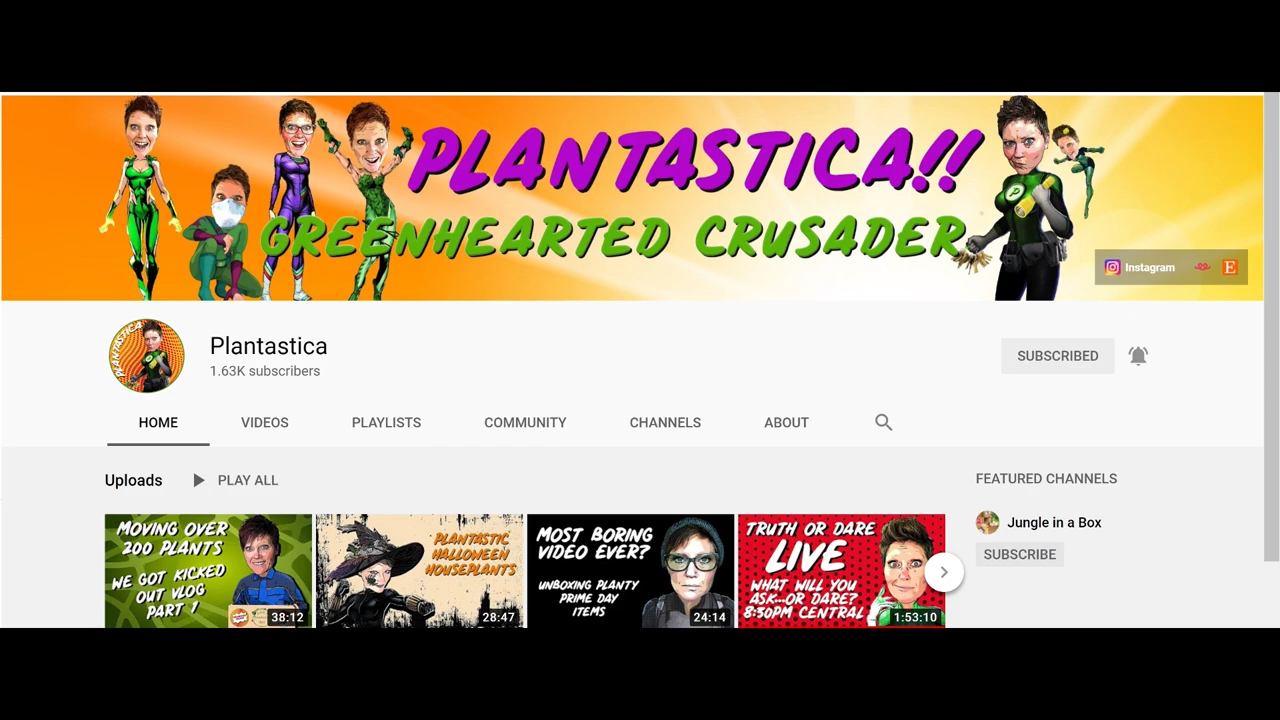 PLANTASTICA!!
GREENHEARTED CRUSADER
Instagram
E
PLANTASTICA
P
Plantastica
1.63K subscribers
SUBSCRIBED
HOME VIDEOS PLAYLISTS COMMUNITY CHANNELS ABOUT
Uploads PLAY ALL
MOVING OVER
200 PLANTS
WE GOT KICKED
OUT VLOG
PART 1
38:12
PLANTASTIC
HALLOWEEN
HOUSEPLANTS
28:47
MOST BORING
VIDEO EVER?
UNBOXING PLANTY
PRIME DAY
ITEMS
24:14
TRUTH OR DARE
LIVE
WHAT WILL YOU
ASK...OR DARE?
8:30PM CENTRAL
1:53:10
FEATURED CHANNELS
Jungle in a Box
SUBSCRIBE